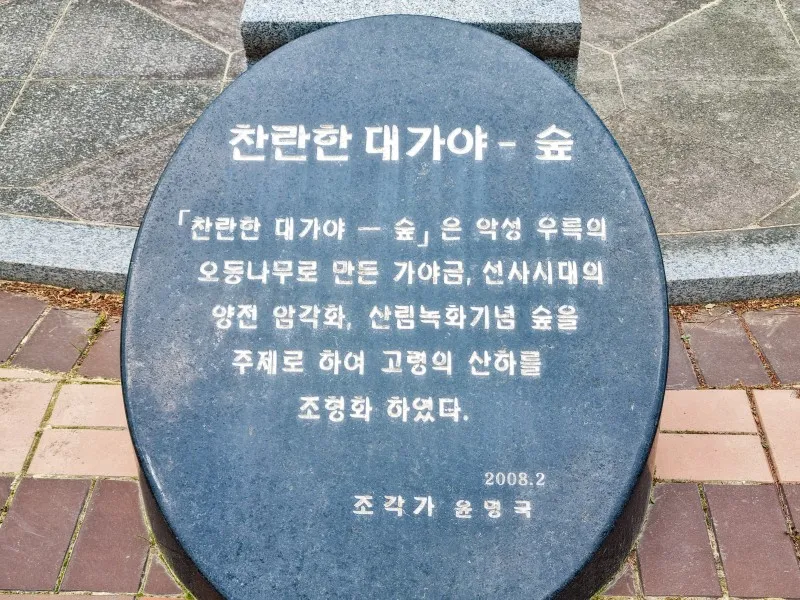 찬란한 대가야 - 숲
「찬란한 대가야 — 숲」은 악성 우륵의
오동나무로 만든 가야금, 선사시대의
양전 암각화, 산림녹화기념 숲을
주제로 하여 고령의 산하를
조형화 하였다.
2008.2
조각가 윤명국